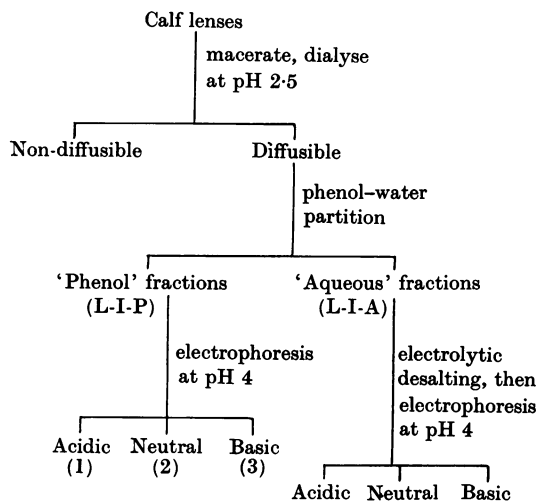 Calf lenses
macerate, dialyse
at pH 2·5
Non-diffusible Diffusible
phenol–water
partition
'Phenol' fractions 'Aqueous' fractions
(L-I-P) (L-I-A)
electrophoresis
at pH 4
electrolytic
desalting, then
electrophoresis
at pH 4
Acidic Neutral Basic
(1) (2) (3)
Acidic Neutral Basic